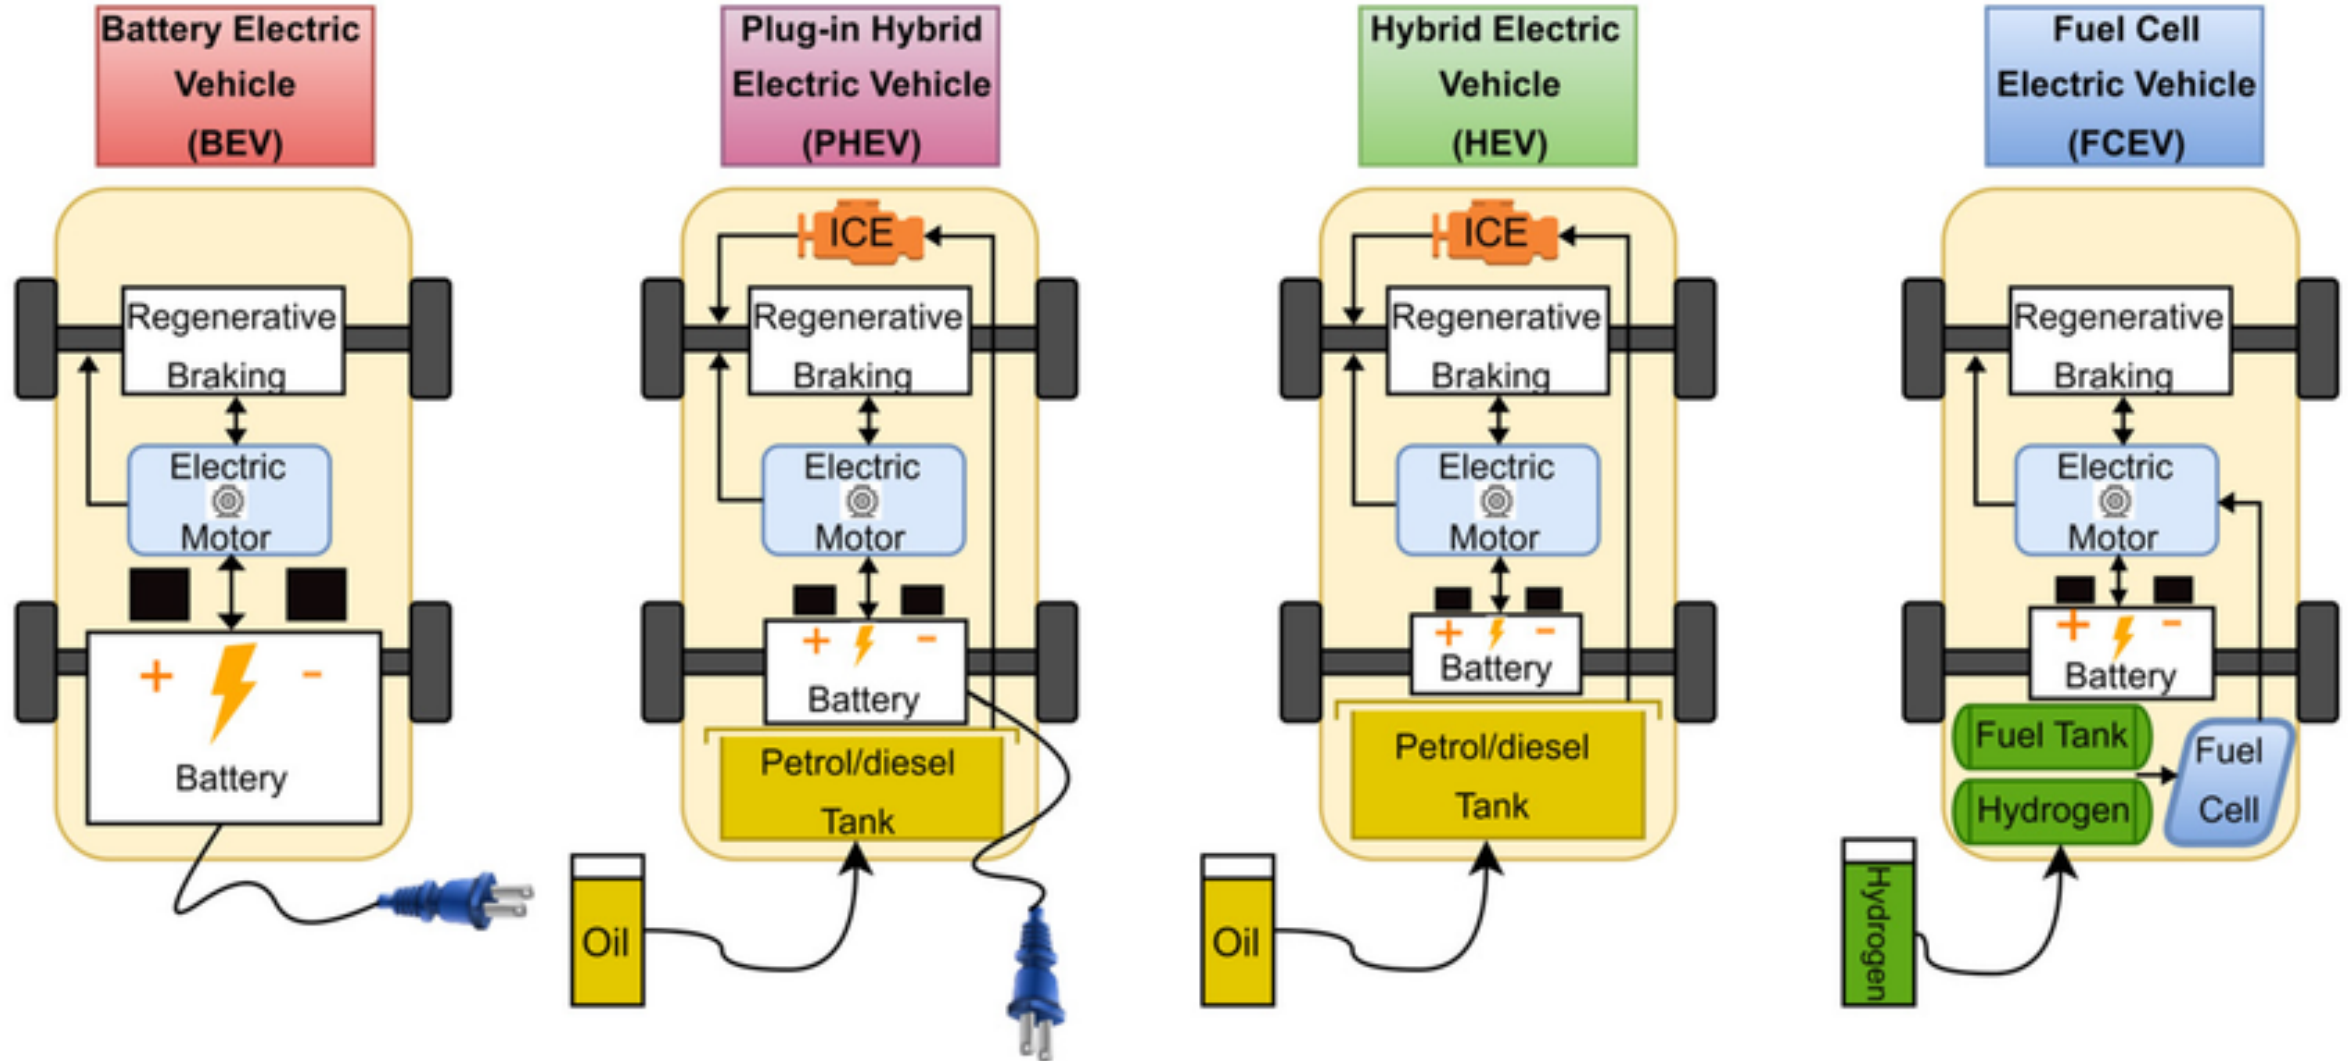 Battery Electric
Vehicle
(BEV)
Regenerative
Braking
Electric
Motor
+ -
Battery
Plug-in Hybrid
Electric Vehicle
(PHEV)
ICE
Regenerative
Braking
Electric
Motor
+ -
Battery
Petrol/diesel
Tank
Oil
Hybrid Electric
Vehicle
(HEV)
ICE
Regenerative
Braking
Electric
Motor
+ -
Battery
Petrol/diesel
Tank
Oil
Fuel Cell
Electric Vehicle
(FCEV)
Regenerative
Braking
Electric
Motor
+ -
Battery
Fuel Tank
Hydrogen
Fuel
Cell
Hydrogen